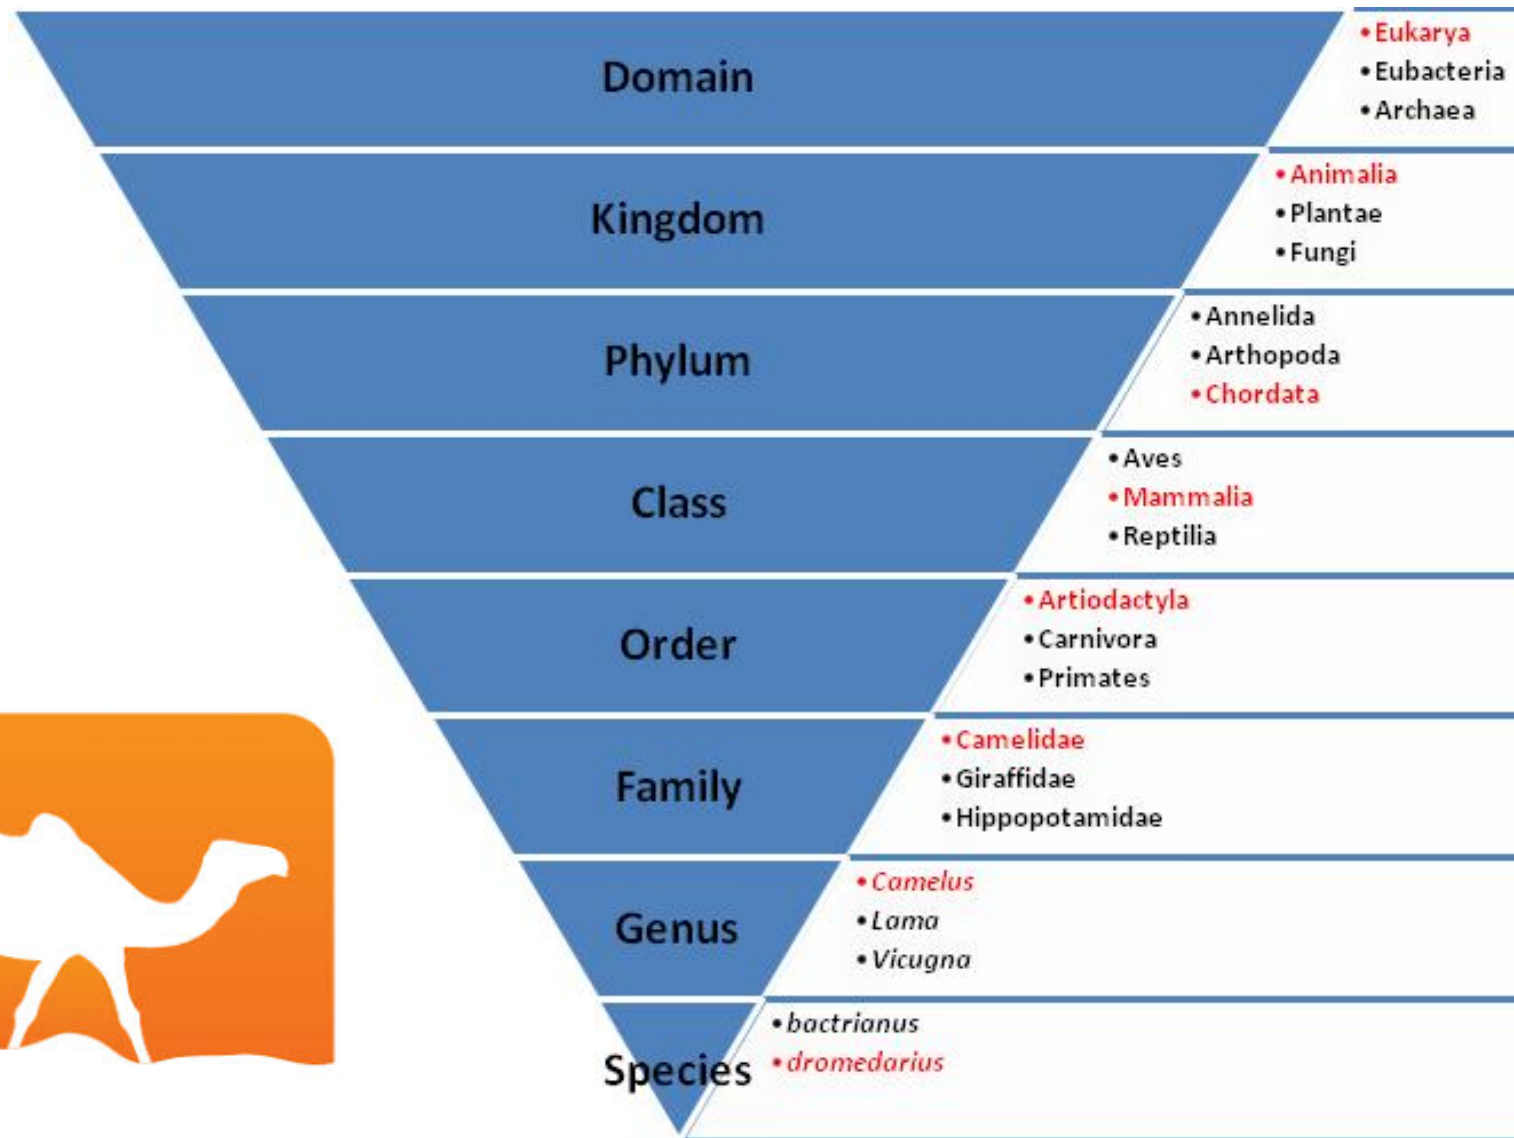 Domain
• Eukarya
• Eubacteria
• Archaea
Kingdom
• Animalia
• Plantae
• Fungi
Phylum
• Annelida
• Arthopoda
• Chordata
Class
• Aves
• Mammalia
• Reptilia
Order
• Artiodactyla
• Carnivora
• Primates
Family
• Camelidae
• Giraffidae
• Hippopotamidae
Genus
• Camelus
• Lama
• Vicugna
Species
• bactrianus
• dromedarius